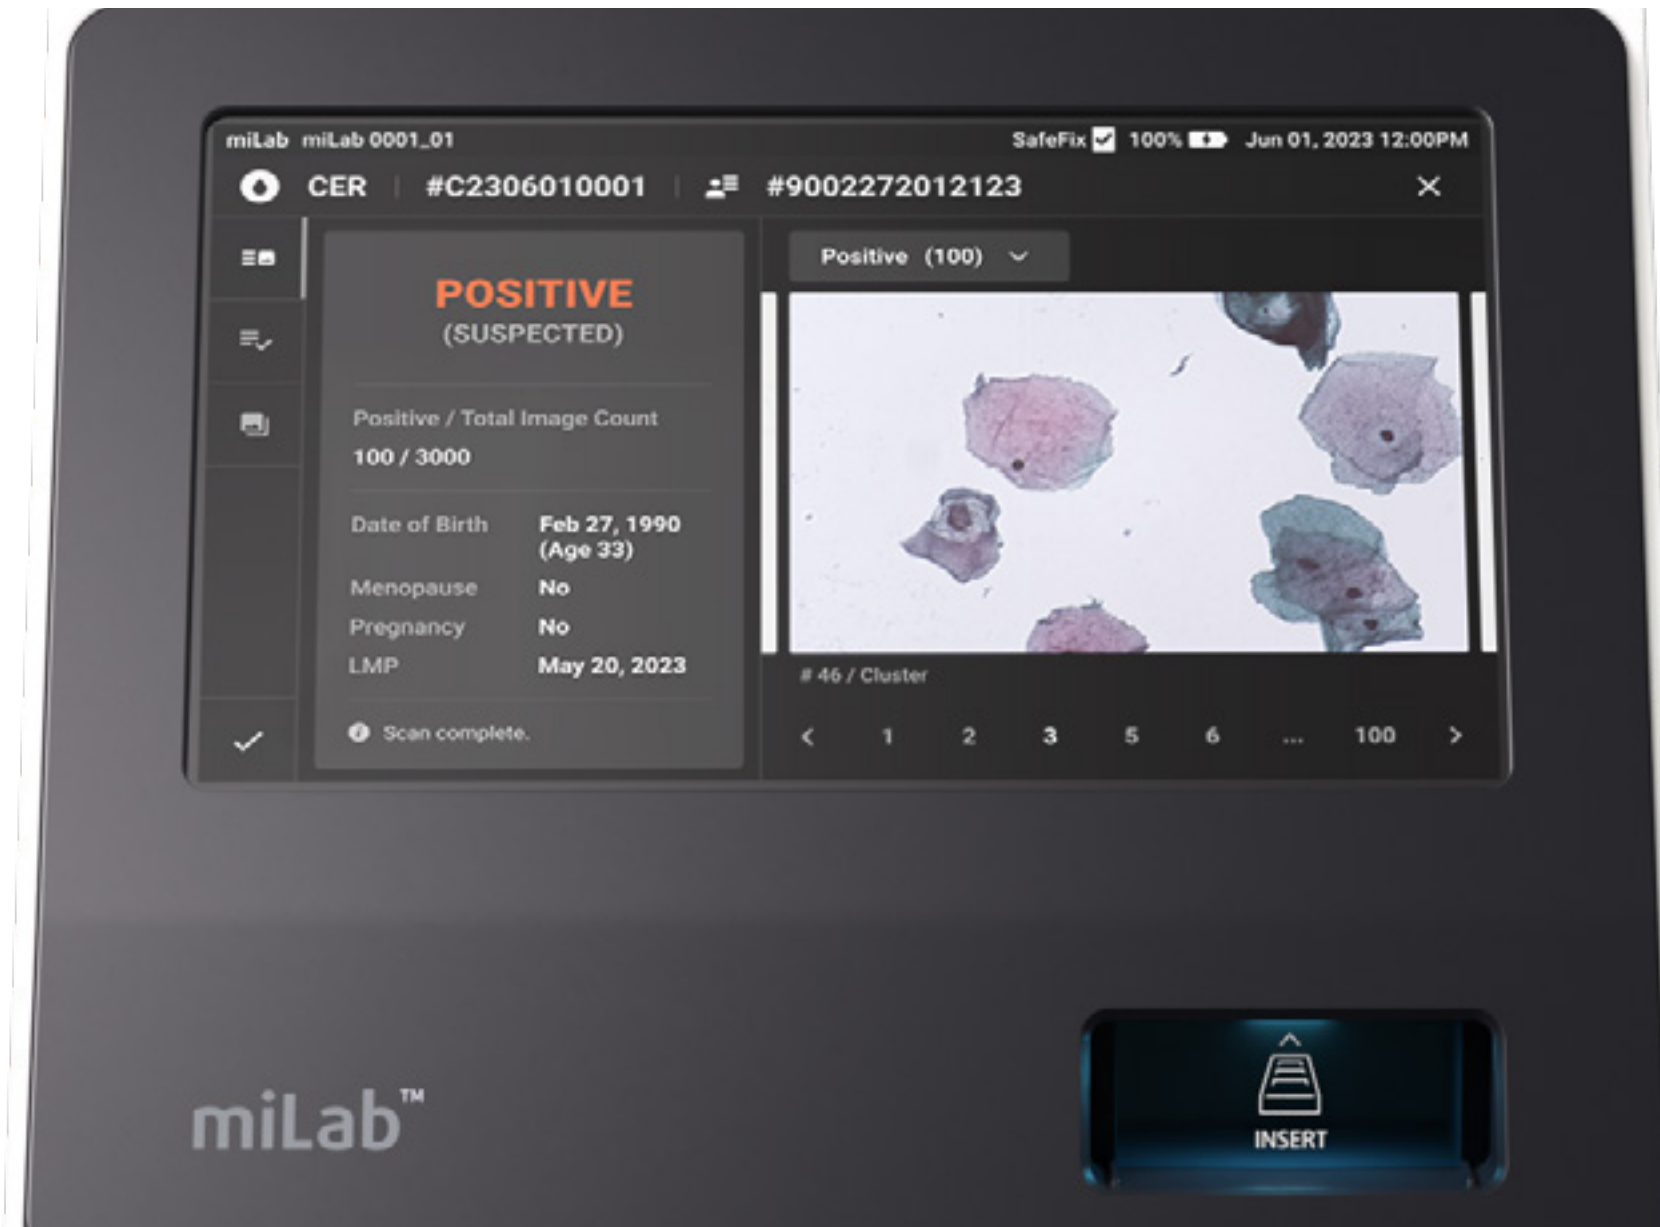 miLab miLab 0001_01 SafeFix 100% Jun 01, 2023 12:00PM
CER #C2306010001 #9002272012123
POSITIVE
(SUSPECTED)
Positive / Total Image Count
100 / 3000
Date of Birth Feb 27, 1990
(Age 33)
Menopause No
Pregnancy No
LMP May 20, 2023
Scan complete.
Positive (100)
# 46 / Cluster
< 1 2 3 5 6 ... 100 >
miLab™
INSERT